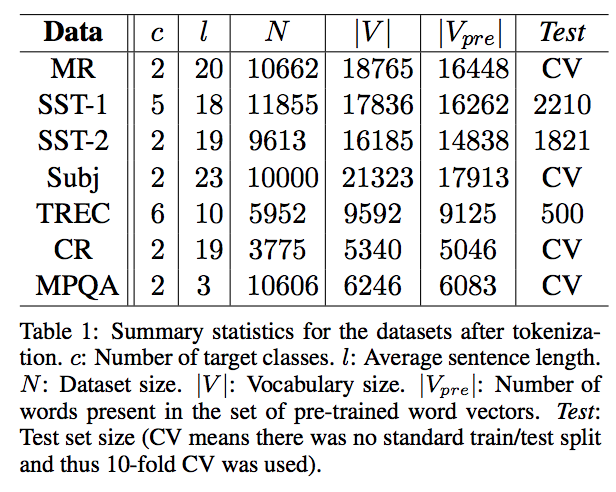 Data c l N |V| |Vpre| Test
MR 2 20 10662 18765 16448 CV
SST-1 5 18 11855 17836 16262 2210
SST-2 2 19 9613 16185 14838 1821
Subj 2 23 10000 21323 17913 CV
TREC 6 10 5952 9592 9125 500
CR 2 19 3775 5340 5046 CV
MPQA 2 3 10606 6246 6083 CV
Table 1: Summary statistics for the datasets after tokeniza-
tion. c: Number of target classes. l: Average sentence length.
N: Dataset size. |V|: Vocabulary size. |Vpre|: Number of
words present in the set of pre-trained word vectors. Test:
Test set size (CV means there was no standard train/test split
and thus 10-fold CV was used).